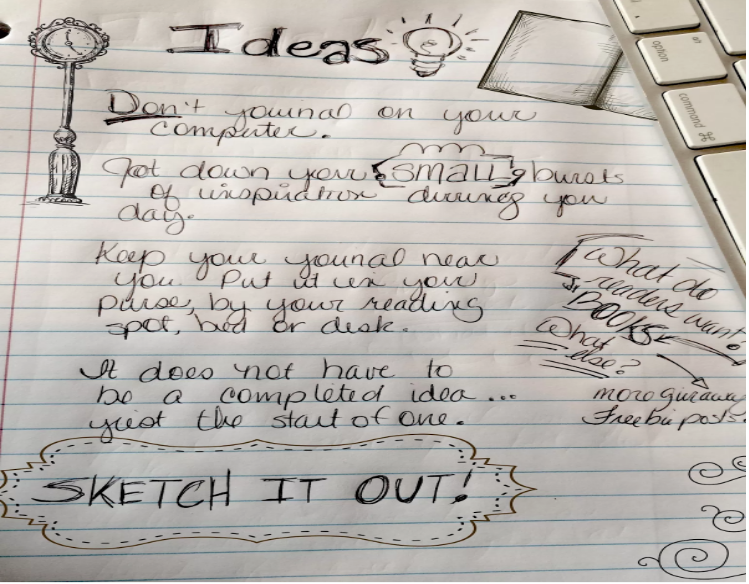 Ideas
Don't journal on your
computer.
Jot down your small bursts
of inspiration during your
day.
Keep your journal near
you. Put it in your
purse, by your reading
spot, bed or desk.
It does not have to
be a completed idea...
just the start of one.
SKETCH IT OUT!
What do
readers want?
BOOKS
What
else?
more giveaway
Freebie posts
option
alt
command ⌘